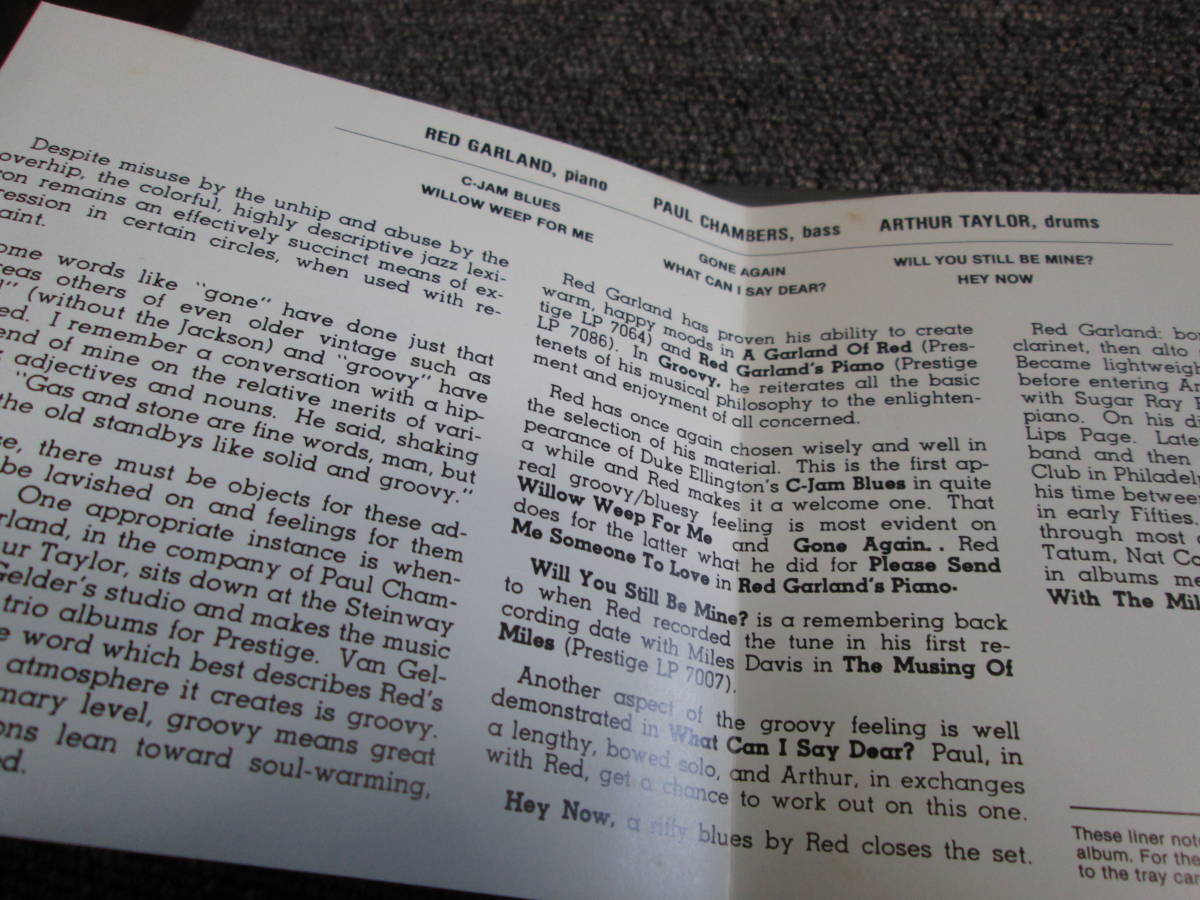 RED GARLAND, piano PAUL CHAMBERS, bass ARTHUR TAYLOR, drums
C-JAM BLUES
WILLOW WEEP FOR ME
GONE AGAIN
WHAT CAN I SAY DEAR?
WILL YOU STILL BE MINE?
HEY NOW
Despite misuse by the unhip and abuse by the
overhip, the colorful, highly descriptive jazz lexi-
remains an effectively succinct means of ex-
in certain circles, when used with re-
words like "gone" have done just that
others of even older vintage such as
(without the Jackson) and "groovy" have
I remember a conversation with a hip-
of mine on the relative merits of vari-
adjectives and nouns. He said, shaking
"Gas and stone are fine words, man, but
the old standbys like solid and groovy."
there must be objects for these ad-
be lavished on and feelings for them
One appropriate instance is when-
in the company of Paul Cham-
Taylor, sits down at the Steinway
studio and makes the music
trio albums for Prestige. Van Gel-
word which best describes Red's
atmosphere it creates is groovy.
level, groovy means great
lean toward soul-warming,
Red Garland has proven his ability to create
warm, happy moods in A Garland Of Red (Pres-
tige LP 7064) and Red Garland's Piano (Prestige
LP 7086). In Groovy, he reiterates all the basic
tenets of his musical philosophy to the enlighten-
ment and enjoyment of all concerned.
Red has once again chosen wisely and well in
the selection of his material. This is the first ap-
pearance of Duke Ellington's C-Jam Blues in quite
a while and Red makes it a welcome one. That
real groovy/bluesy feeling is most evident on
Willow Weep For Me and Gone Again.. Red
does for the latter what he did for Please Send
Me Someone To Love in Red Garland's Piano.
Will You Still Be Mine? is a remembering back
to when Red recorded the tune in his first re-
cording date with Miles Davis in The Musing Of
Miles (Prestige LP 7007).
Another aspect of the groovy feeling is well
demonstrated in What Can I Say Dear? Paul, in
a lengthy, bowed solo, and Arthur, in exchanges
with Red, get a chance to work out on this one.
Hey Now, a riffy blues by Red closes the set.
Red Garland:
clarinet, then alto
Became
before entering
with Sugar Ray
piano. On his
Lips Page.
band and then
Club in
his time between
in early Fifties.
through most
Tatum, Nat
in albums
With The
These liner
album. For the
to the tray